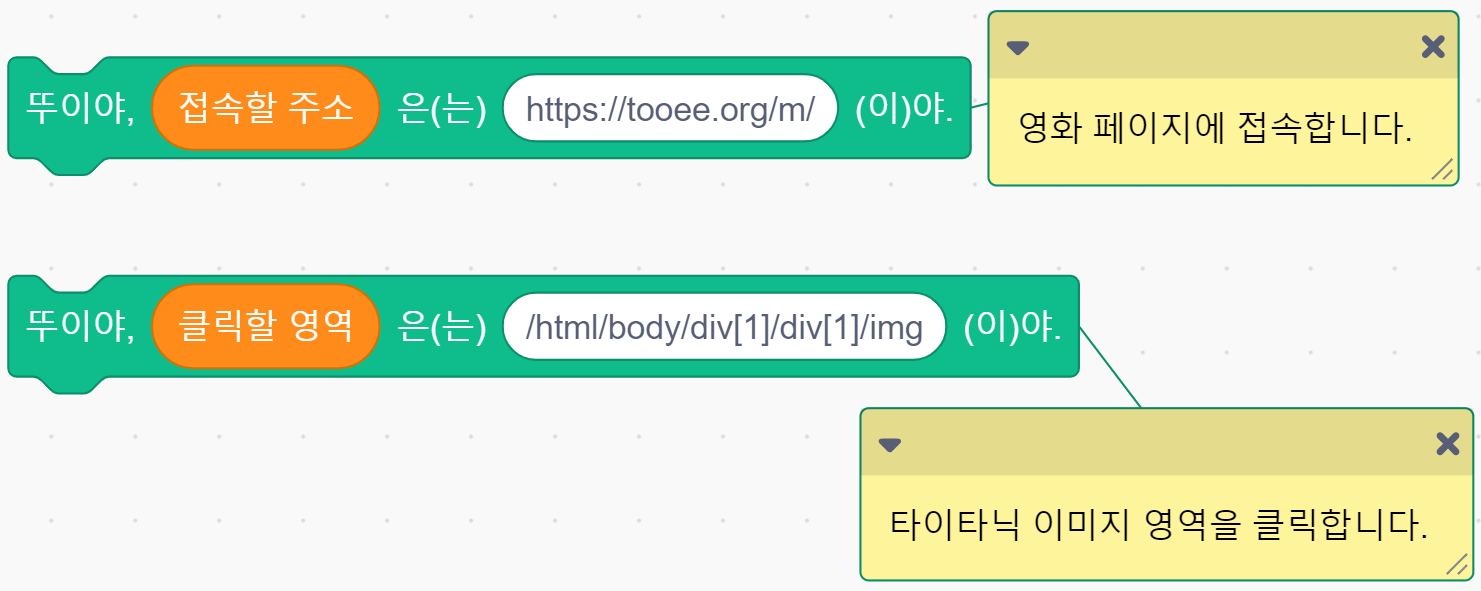 뚜이야, 접속할 주소 은(는) https://tooee.org/m/ (이)야.
영화 페이지에 접속합니다.
뚜이야, 클릭할 영역 은(는) /html/body/div[1]/div[1]/img (이)야.
타이타닉 이미지 영역을 클릭합니다.